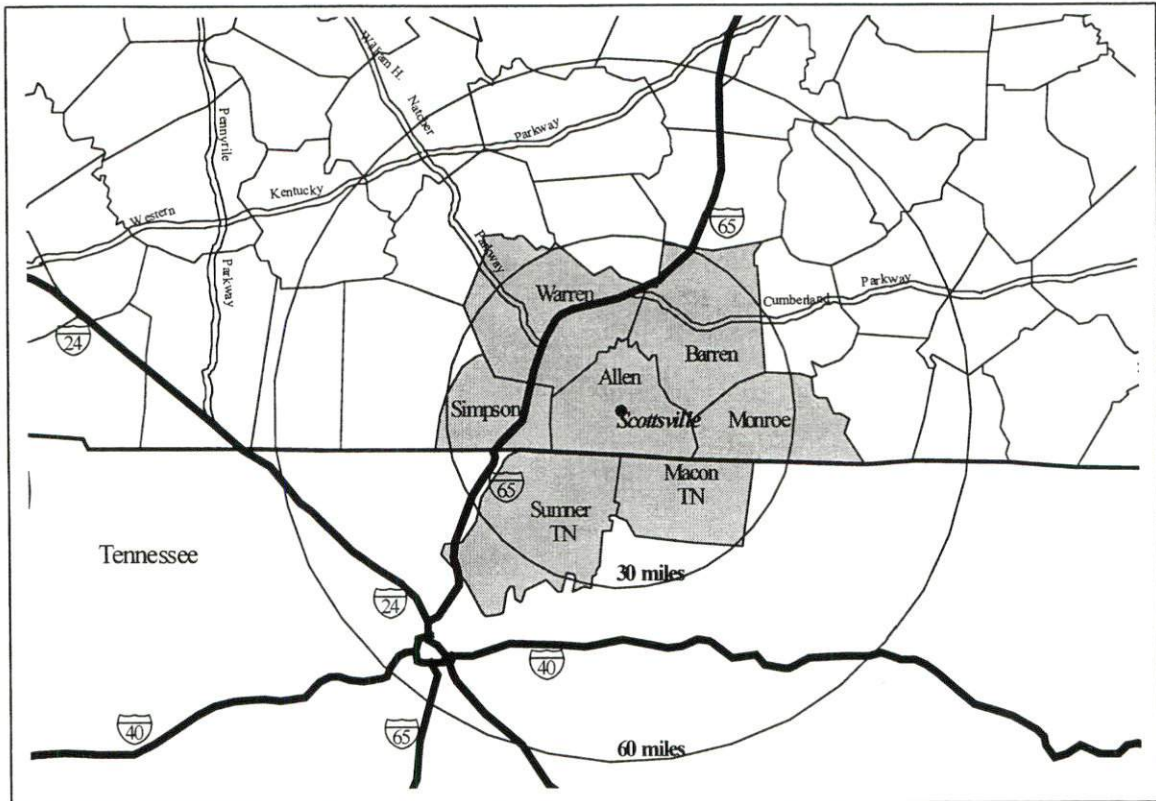 William H.
Natcher
Parkway
Pennyrile
Parkway
Western
Kentucky
Parkway
65
Cumberland
Parkway
24
Warren
Barren
Allen
Scottsville
Simpson
Monroe
65
Macon
TN
Sumner
TN
Tennessee
30 miles
24
40
40
65
60 miles